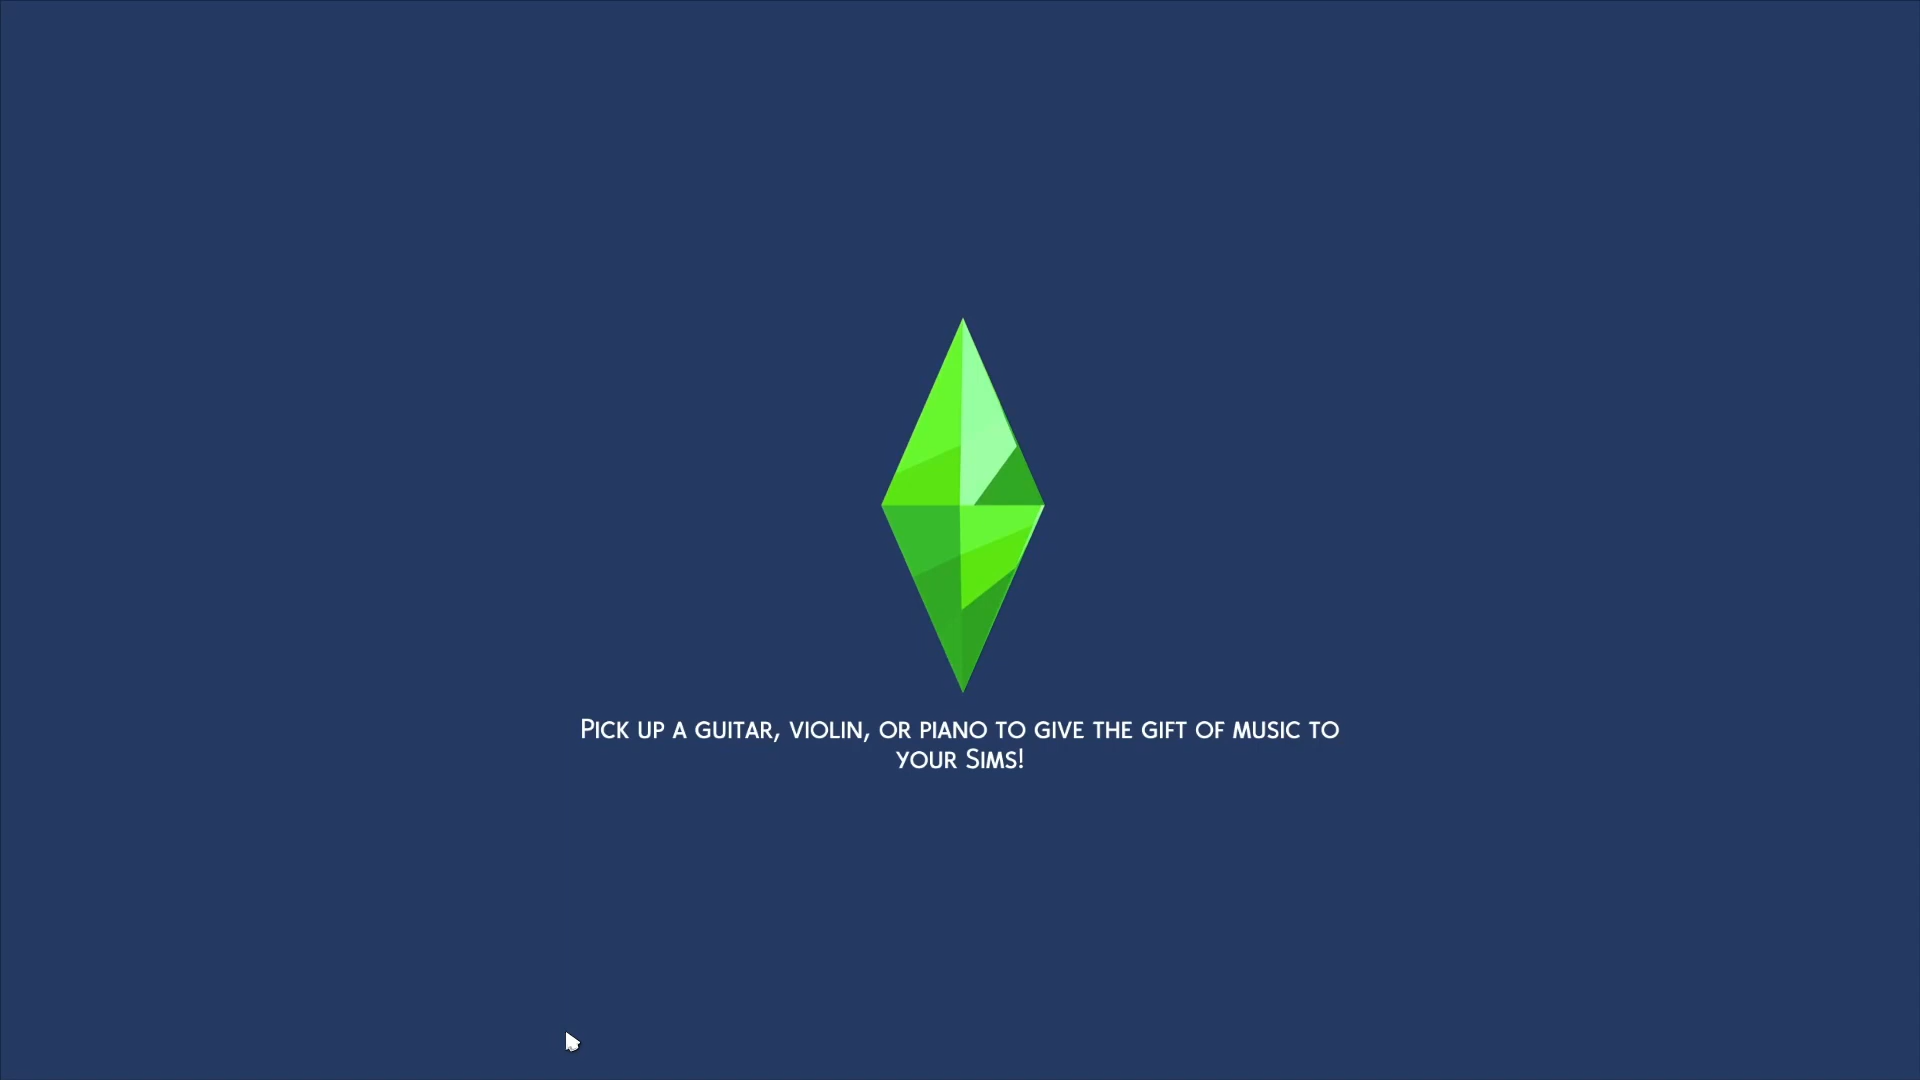 Pick up a guitar, violin, or piano to give the gift of music to
your Sims!